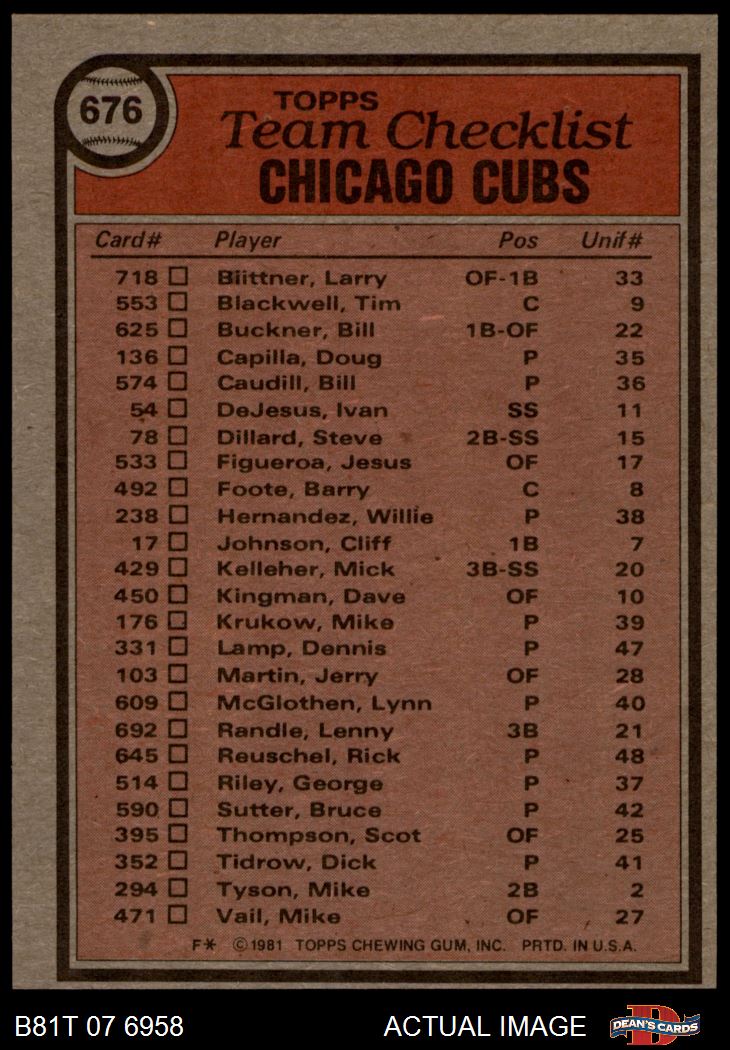 676
TOPPS
Team Checklist
CHICAGO CUBS
Card# Player Pos Unif#
718 Biittner, Larry OF-1B 33
553 Blackwell, Tim C 9
625 Buckner, Bill 1B-OF 22
136 Capilla, Doug P 35
574 Caudill, Bill P 36
54 DeJesus, Ivan SS 11
78 Dillard, Steve 2B-SS 15
533 Figueroa, Jesus OF 17
492 Foote, Barry C 8
238 Hernandez, Willie P 38
17 Johnson, Cliff 1B 7
429 Kelleher, Mick 3B-SS 20
450 Kingman, Dave OF 10
176 Krukow, Mike P 39
331 Lamp, Dennis P 47
103 Martin, Jerry OF 28
609 McGlothen, Lynn P 40
692 Randle, Lenny 3B 21
645 Reuschel, Rick P 48
514 Riley, George P 37
590 Sutter, Bruce P 42
395 Thompson, Scot OF 25
352 Tidrow, Dick P 41
294 Tyson, Mike 2B 2
471 Vail, Mike OF 27
F* ©1981 TOPPS CHEWING GUM, INC. PRTD. IN U.S.A.
B81T 07 6958 ACTUAL IMAGE D DEAN'S CARDS